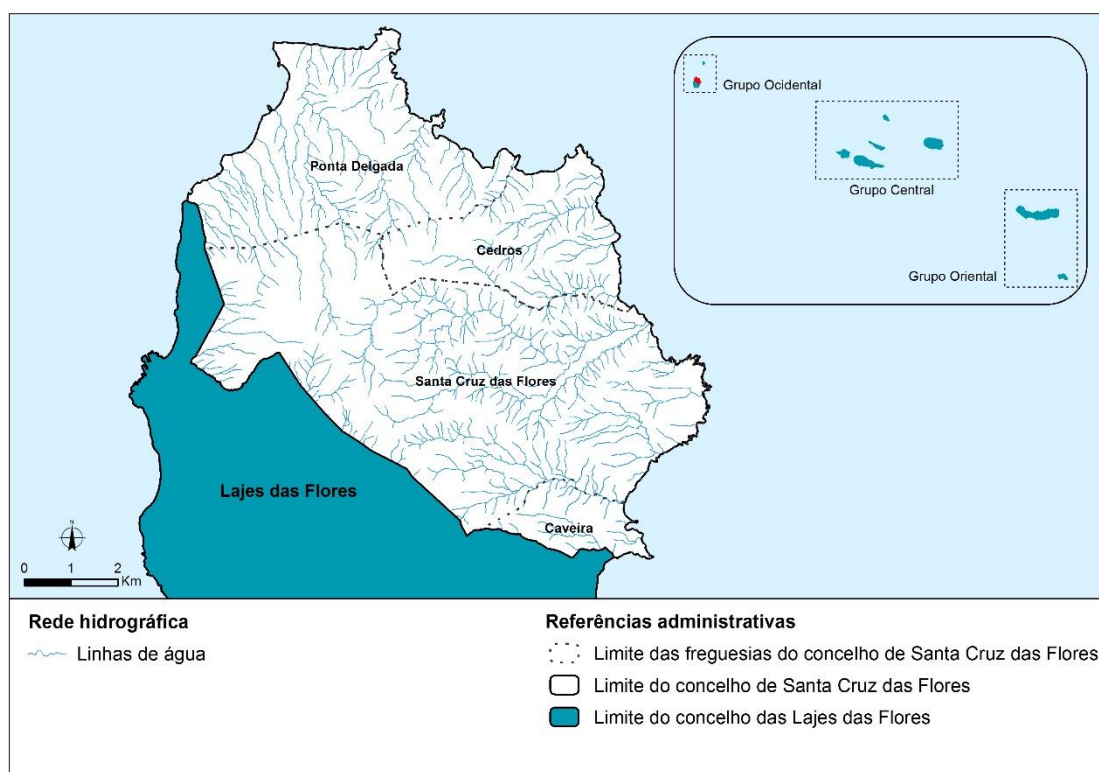 Grupo Ocidental
Grupo Central
Grupo Oriental
Ponta Delgada
Cedros
Santa Cruz das Flores
Lajes das Flores
Caveira
N
0 1 2
Km
Rede hidrográfica
Linhas de água
Referências administrativas
Limite das freguesias do concelho de Santa Cruz das Flores
Limite do concelho de Santa Cruz das Flores
Limite do concelho das Lajes das Flores